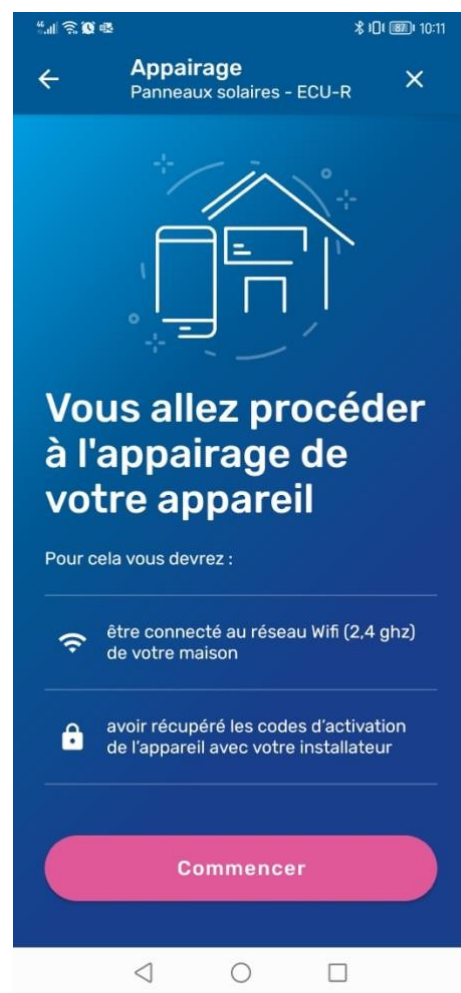 87 10:11
Appairage
Panneaux solaires - ECU-R
Vous allez procéder
à l'appairage de
votre appareil
Pour cela vous devrez :
être connecté au réseau Wifi (2,4 ghz)
de votre maison
avoir récupéré les codes d’activation
de l’appareil avec votre installateur
Commencer